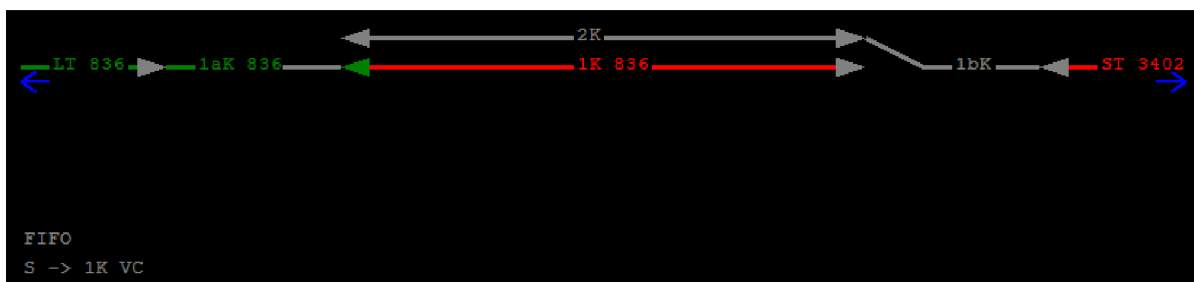 2K
LT 836 1aK 836 1K 836 1bK ST 3402
FIFO
S -> 1K VC